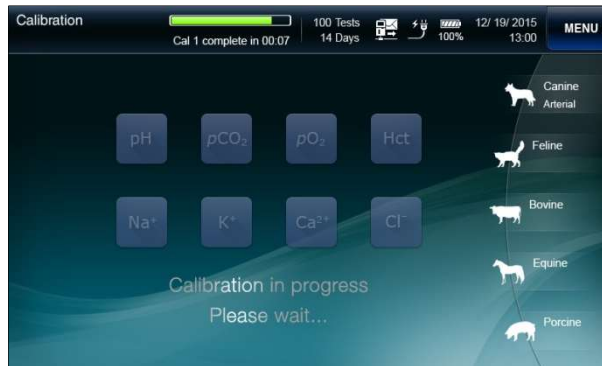 Calibration
Cal 1 complete in 00:07
100 Tests
14 Days
100%
12/ 19/ 2015
13:00
MENU
Canine
Arterial
pH
pCO₂
pO₂
Hct
Feline
Na⁺
K⁺
Ca²⁺
Cl⁻
Bovine
Equine
Calibration in progress
Please wait...
Porcine